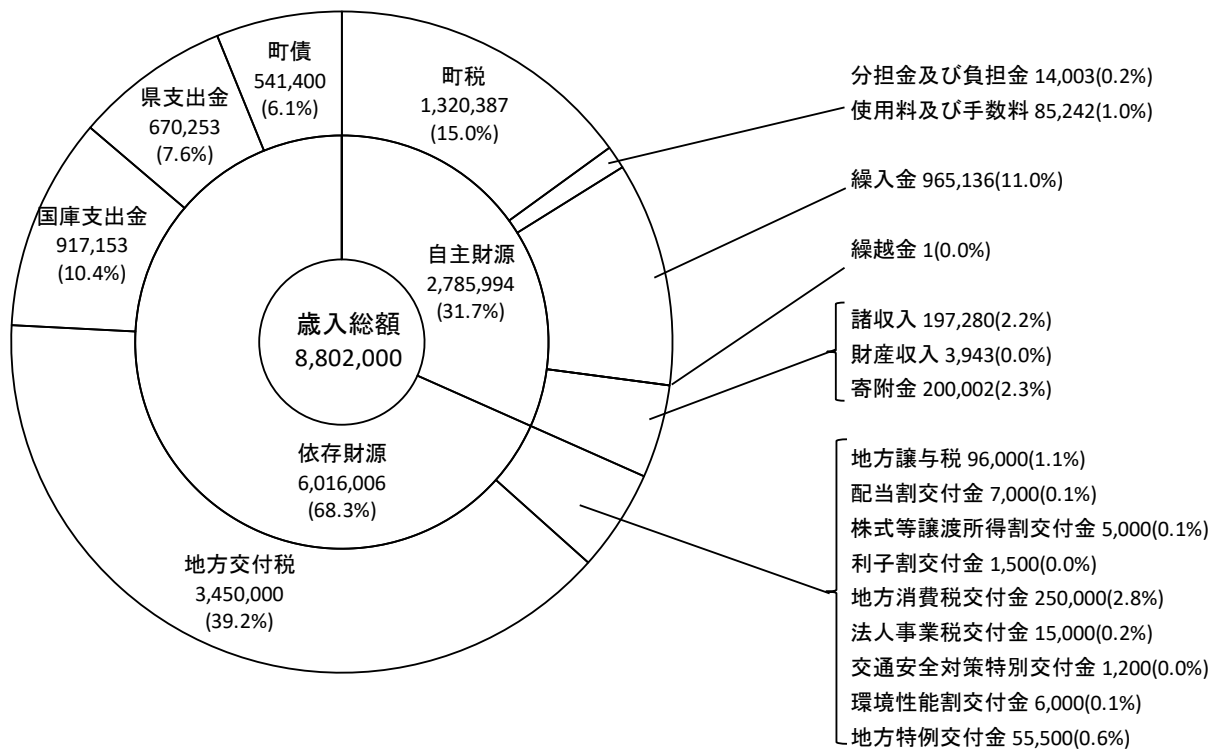 町債
541,400
(6.1%)
町税
1,320,387
(15.0%)
県支出金
670,253
(7.6%)
国庫支出金
917,153
(10.4%)
自主財源
2,785,994
(31.7%)
歳入総額
8,802,000
依存財源
6,016,006
(68.3%)
地方交付税
3,450,000
(39.2%)
分担金及び負担金 14,003(0.2%)
使用料及び手数料 85,242(1.0%)
繰入金 965,136(11.0%)
繰越金 1(0.0%)
諸収入 197,280(2.2%)
財産収入 3,943(0.0%)
寄附金 200,002(2.3%)
地方譲与税 96,000(1.1%)
配当割交付金 7,000(0.1%)
株式等譲渡所得割交付金 5,000(0.1%)
利子割交付金 1,500(0.0%)
地方消費税交付金 250,000(2.8%)
法人事業税交付金 15,000(0.2%)
交通安全対策特別交付金 1,200(0.0%)
環境性能割交付金 6,000(0.1%)
地方特例交付金 55,500(0.6%)